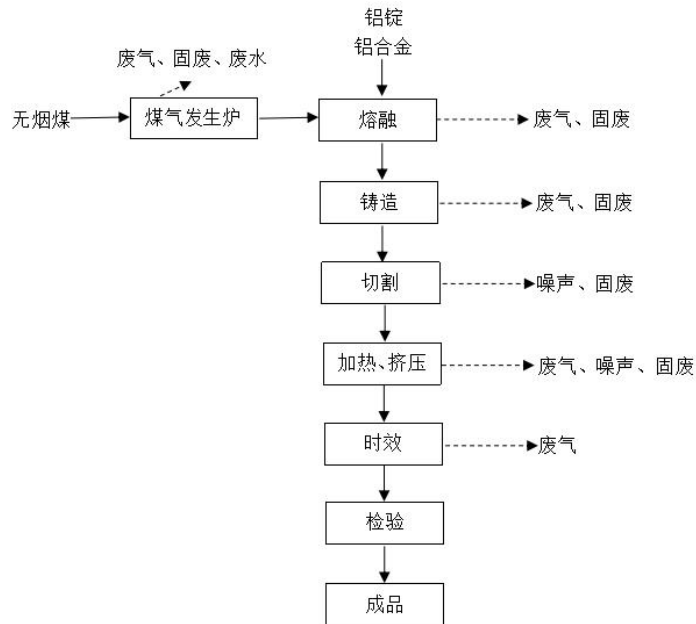 铝锭
铝合金
废气、固废、废水
无烟煤
煤气发生炉
熔融
废气、固废
铸造
废气、固废
切割
噪声、固废
加热、挤压
废气、噪声、固废
时效
废气
检验
成品